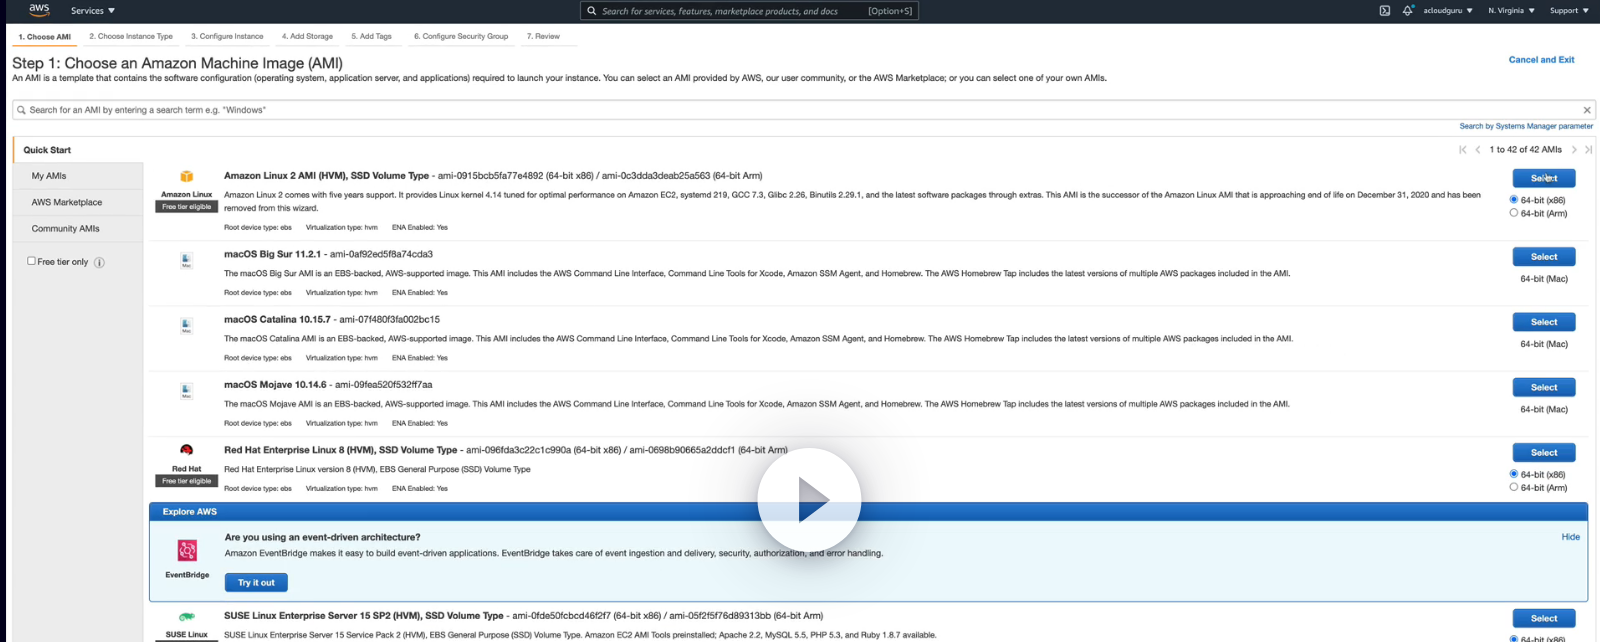 aws
Services
Search for services, features, marketplace products, and docs
[Option+S]
acloudguru
N. Virginia
Support
1. Choose AMI
2. Choose Instance Type
3. Configure Instance
4. Add Storage
5. Add Tags
6. Configure Security Group
7. Review
Step 1: Choose an Amazon Machine Image (AMI)
Cancel and Exit
An AMI is a template that contains the software configuration (operating system, application server, and applications) required to launch your instance. You can select an AMI provided by AWS, our user community, or the AWS Marketplace; or you can select one of your own AMIs.
Search for an AMI by entering a search term e.g. "Windows"
Search by Systems Manager parameter
Quick Start
1 to 42 of 42 AMIs
My AMIs
AWS Marketplace
Community AMIs
Free tier only
Amazon Linux
Free tier eligible
Amazon Linux 2 AMI (HVM), SSD Volume Type - ami-0915bcb5fa77e4892 (64-bit x86) / ami-0c3dda3deab25a563 (64-bit Arm)
Amazon Linux 2 comes with five years support. It provides Linux kernel 4.14 tuned for optimal performance on Amazon EC2, systemd 219, GCC 7.3, Glibc 2.26, Binutils 2.29.1, and the latest software packages through extras. This AMI is the successor of the Amazon Linux AMI that is approaching end of life on December 31, 2020 and has been
removed from this wizard.
Root device type: ebs Virtualization type: hvm ENA Enabled: Yes
Select
64-bit (x86)
64-bit (Arm)
Mac
macOS Big Sur 11.2.1 - ami-0af92ed5f8a74cda3
The macOS Big Sur AMI is an EBS-backed, AWS-supported image. This AMI includes the AWS Command Line Interface, Command Line Tools for Xcode, Amazon SSM Agent, and Homebrew. The AWS Homebrew Tap includes the latest versions of multiple AWS packages included in the AMI.
Root device type: ebs Virtualization type: hvm ENA Enabled: Yes
Select
64-bit (Mac)
Mac
macOS Catalina 10.15.7 - ami-07f480f3fa002bc15
The macOS Catalina AMI is an EBS-backed, AWS-supported image. This AMI includes the AWS Command Line Interface, Command Line Tools for Xcode, Amazon SSM Agent, and Homebrew. The AWS Homebrew Tap includes the latest versions of multiple AWS packages included in the AMI.
Root device type: ebs Virtualization type: hvm ENA Enabled: Yes
Select
64-bit (Mac)
Mac
macOS Mojave 10.14.6 - ami-09fea520f532ff7aa
The macOS Mojave AMI is an EBS-backed, AWS-supported image. This AMI includes the AWS Command Line Interface, Command Line Tools for Xcode, Amazon SSM Agent, and Homebrew. The AWS Homebrew Tap includes the latest versions of multiple AWS packages included in the AMI.
Root device type: ebs Virtualization type: hvm ENA Enabled: Yes
Select
64-bit (Mac)
Red Hat
Free tier eligible
Red Hat Enterprise Linux 8 (HVM), SSD Volume Type - ami-096fda3c22c1c990a (64-bit x86) / ami-0698b90665a2ddcf1 (64-bit Arm)
Red Hat Enterprise Linux version 8 (HVM), EBS General Purpose (SSD) Volume Type
Root device type: ebs Virtualization type: hvm ENA Enabled: Yes
Select
64-bit (x86)
64-bit (Arm)
Explore AWS
EventBridge
Are you using an event-driven architecture?
Amazon EventBridge makes it easy to build event-driven applications. EventBridge takes care of event ingestion and delivery, security, authorization, and error handling.
Try it out
Hide
SUSE Linux
SUSE Linux Enterprise Server 15 SP2 (HVM), SSD Volume Type - ami-0fde50fcbcd46f2f7 (64-bit x86) / ami-05f2f5f76d89313bb (64-bit Arm)
SUSE Linux Enterprise Server 15 Service Pack 2 (HVM), EBS General Purpose (SSD) Volume Type. Amazon EC2 AMI Tools preinstalled; Apache 2.2, MySQL 5.5, PHP 5.3, and Ruby 1.8.7 available.
Select
64-bit (x86)